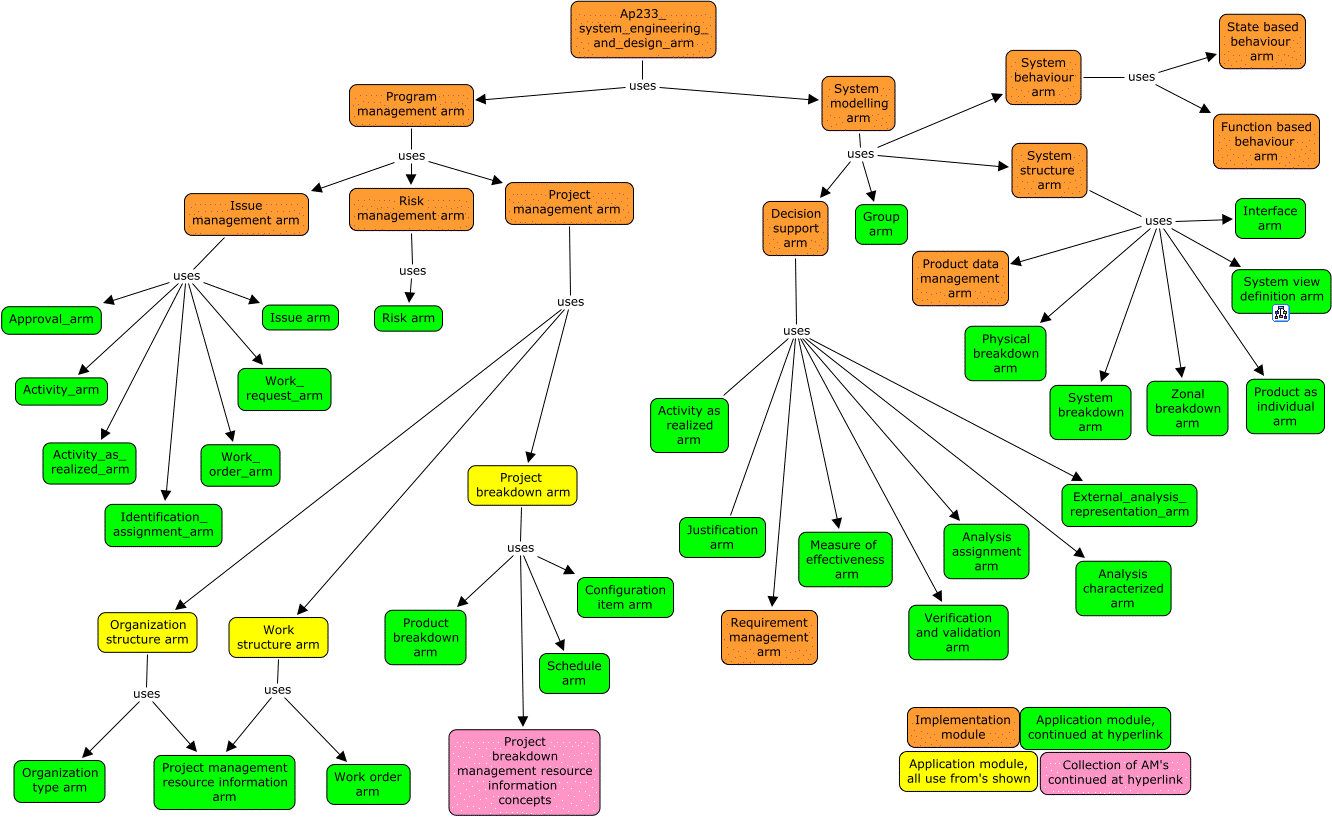 Ap233_
system_engineering_
and_design_arm
uses
Program
management arm
System
modelling
arm
System
behaviour
arm
uses
State based
behaviour
arm
Function based
behaviour
arm
uses
uses
System
structure
arm
Issue
management arm
Risk
management arm
Project
management arm
Decision
support
arm
Group
arm
uses
Interface
arm
Product data
management
arm
System view
definition arm
uses
uses
uses
Approval_arm
Issue arm
Risk arm
uses
Physical
breakdown
arm
Activity_arm
Work_
request_arm
System
breakdown
arm
Zonal
breakdown
arm
Product as
individual
arm
Activity as
realized
arm
Activity_as_
realized_arm
Work_
order_arm
Project
breakdown arm
External_analysis_
representation_arm
Identification_
assignment_arm
Justification
arm
Measure of
effectiveness
arm
Analysis
assignment
arm
uses
Analysis
characterized
arm
Configuration
item arm
Organization
structure arm
Work
structure arm
Product
breakdown
arm
Schedule
arm
Requirement
management
arm
Verification
and validation
arm
uses
uses
Organization
type arm
Project management
resource information
arm
Work order
arm
Project
breakdown
management resource
information
concepts
Implementation
module
Application module,
continued at hyperlink
Application module,
all use from's shown
Collection of AM's
continued at hyperlink